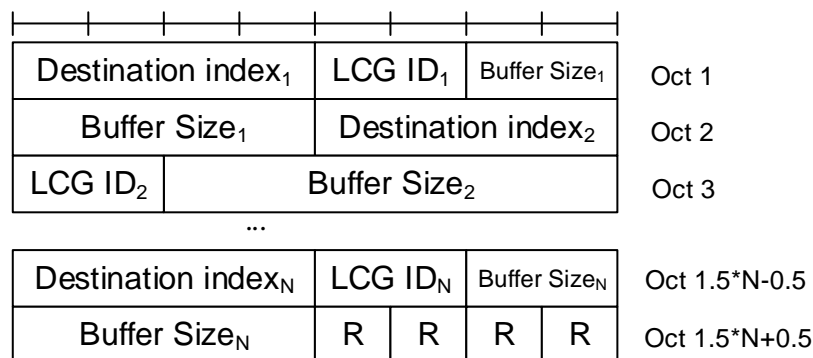 Destination index₁ LCG ID₁ Buffer Size₁ Oct 1
Buffer Size₁ Destination index₂ Oct 2
LCG ID₂ Buffer Size₂ Oct 3
...
Destination indexN LCG IDN Buffer SizeN Oct 1.5*N-0.5
Buffer SizeN R R R R Oct 1.5*N+0.5